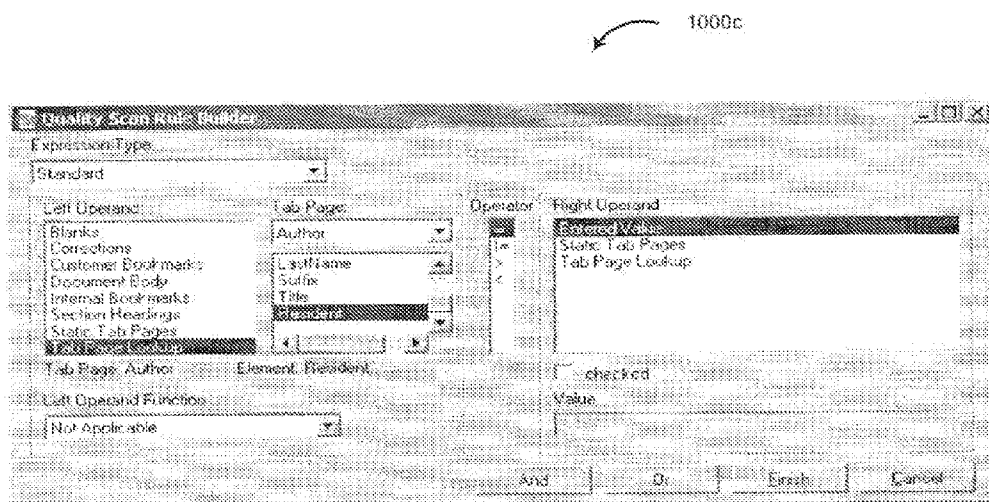 1000c
Quality Scan Rule Builder
Expression Type
Standard
Left Operand Tab Page: Operator Right Operand
Blanks
Corrections
Customer Bookmarks
Document Body
Internal Bookmarks
Section Headings
Static Tab Pages
Tab Page Lookup
Author
LastName
Suffix
Title
Resident
=
!=
>
<
Entered Value
Static Tab Pages
Tab Page Lookup
Tab Page: Author Element: Resident
checked
Left Operand Function
Not Applicable
Value
And Or Finish Cancel